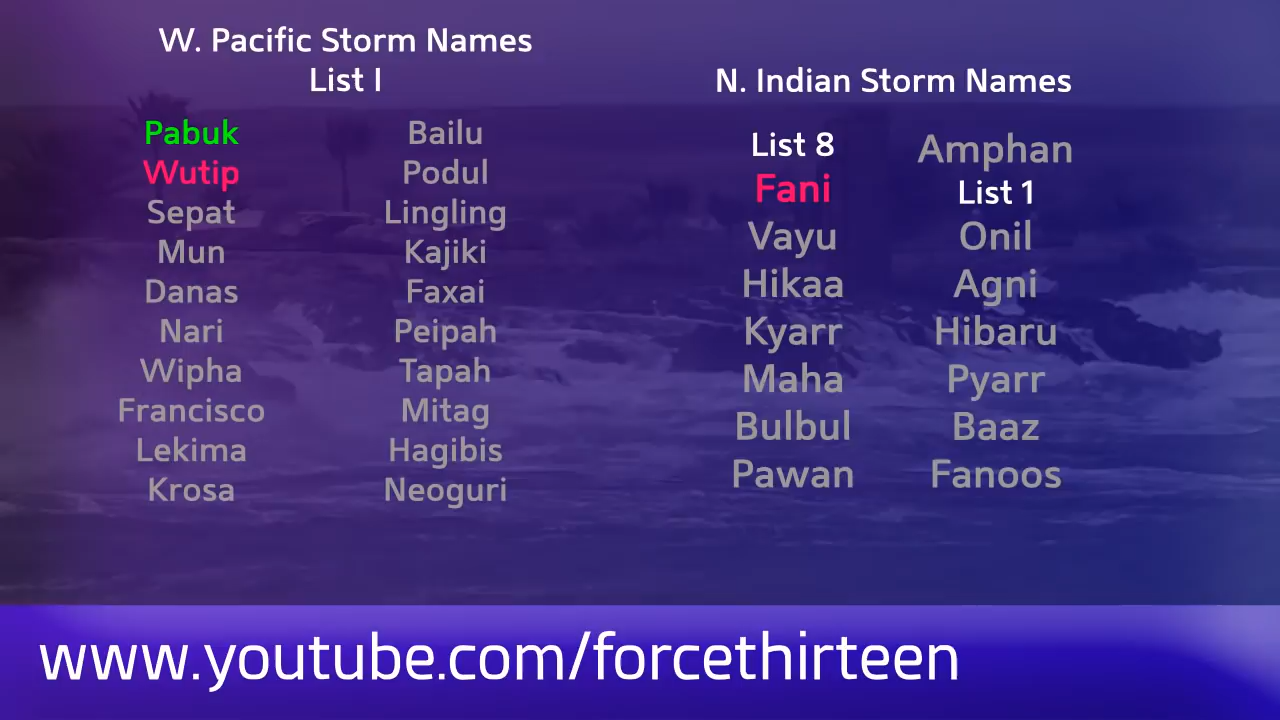 W. Pacific Storm Names
List I
Pabuk
Wutip
Sepat
Mun
Danas
Nari
Wipha
Francisco
Lekima
Krosa
Bailu
Podul
Lingling
Kajiki
Faxai
Peipah
Tapah
Mitag
Hagibis
Neoguri
N. Indian Storm Names
List 8
Fani
Vayu
Hikaa
Kyarr
Maha
Bulbul
Pawan
Amphan
List 1
Onil
Agni
Hibaru
Pyarr
Baaz
Fanoos
www.youtube.com/forcethirteen